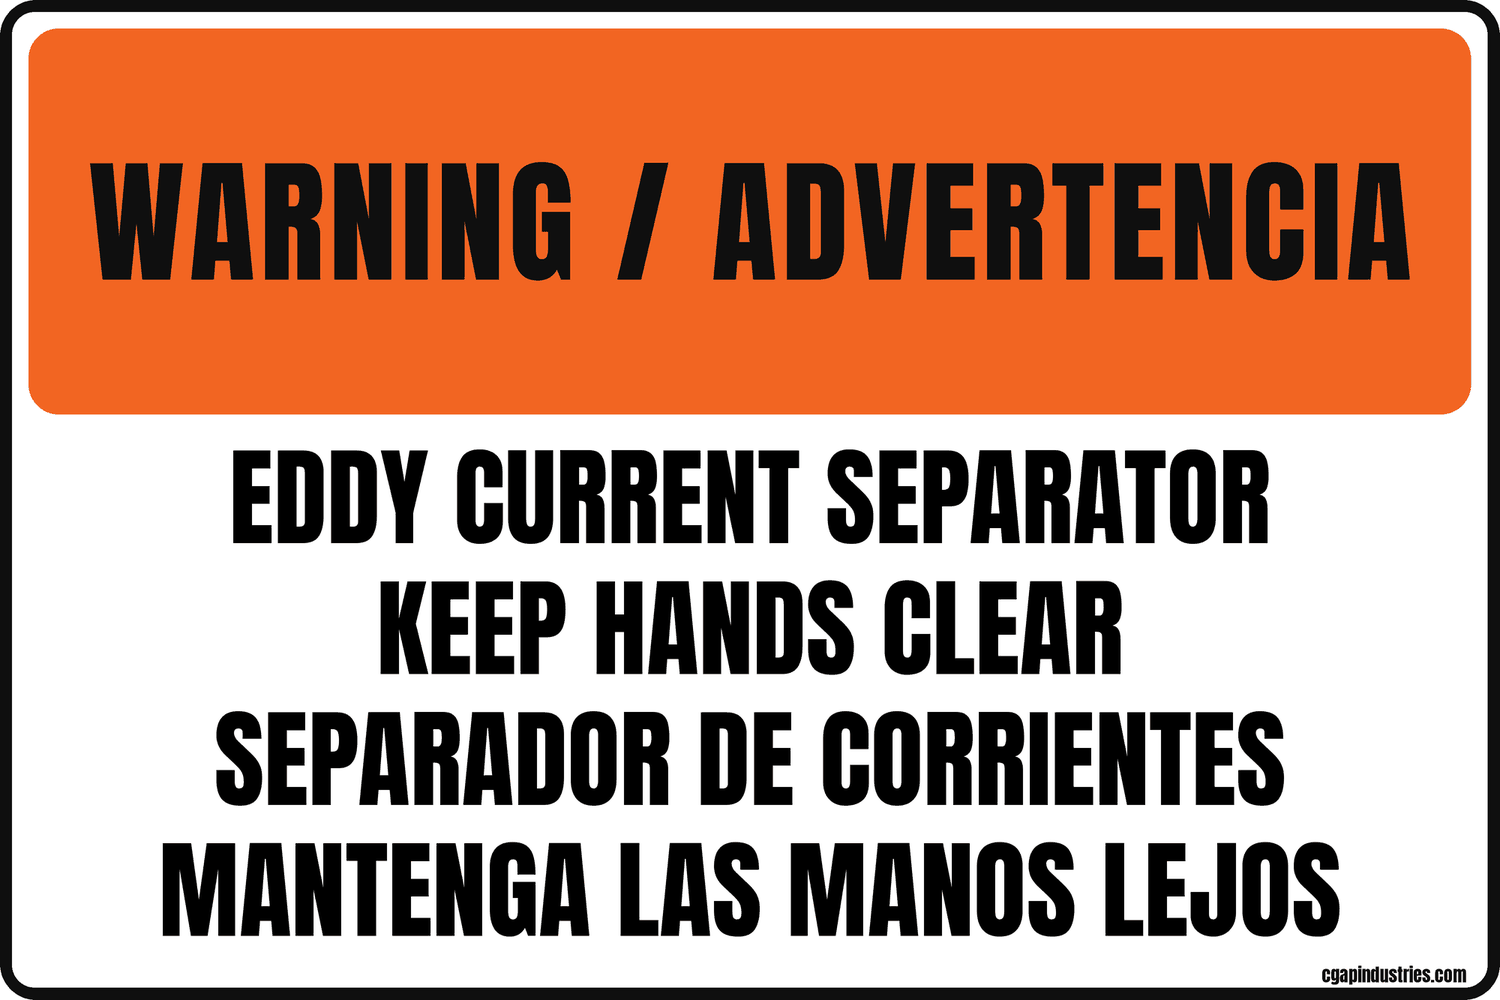 WARNING / ADVERTENCIA
EDDY CURRENT SEPARATOR
KEEP HANDS CLEAR
SEPARADOR DE CORRIENTES
MANTENGA LAS MANOS LEJOS
cgapindustries.com